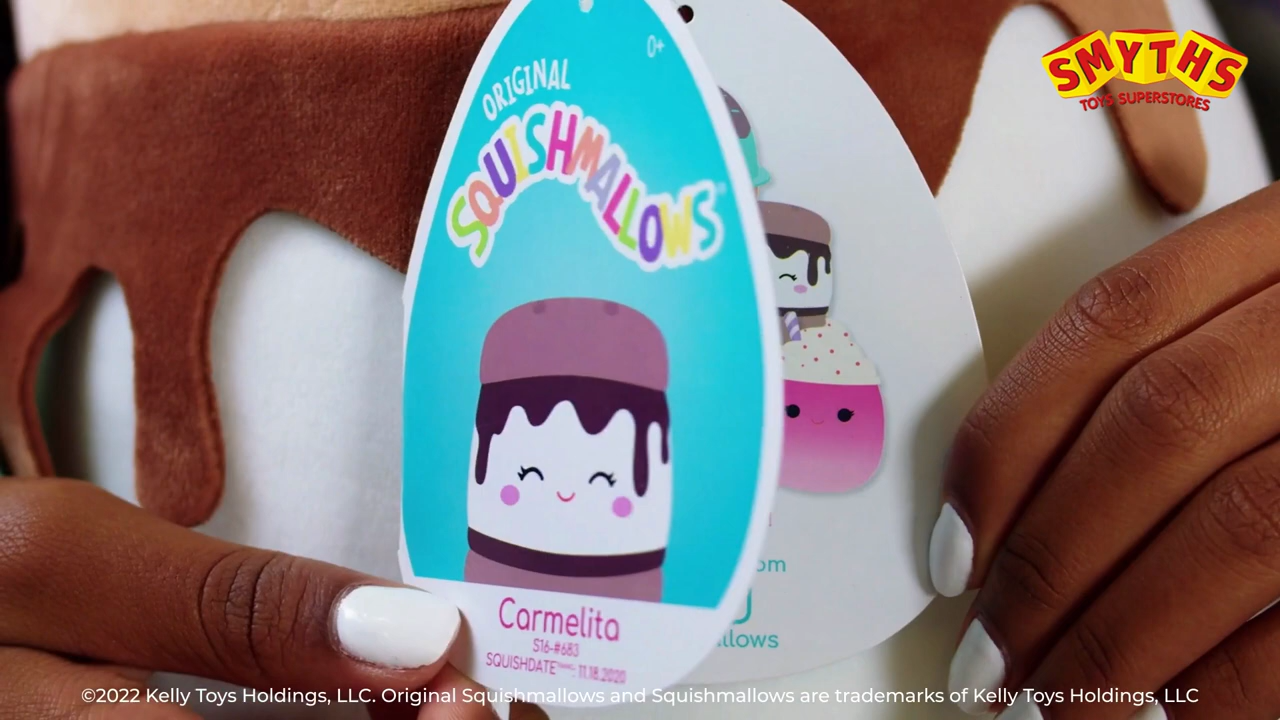 0+
ORIGINAL
SQUISHMALLOWS
SMYTHS
TOYS SUPERSTORES
Carmelita
S16-#683
SQUISHDATE : 11.18.2020
om
llows
©2022 Kelly Toys Holdings, LLC. Original Squishmallows and Squishmallows are trademarks of Kelly Toys Holdings, LLC